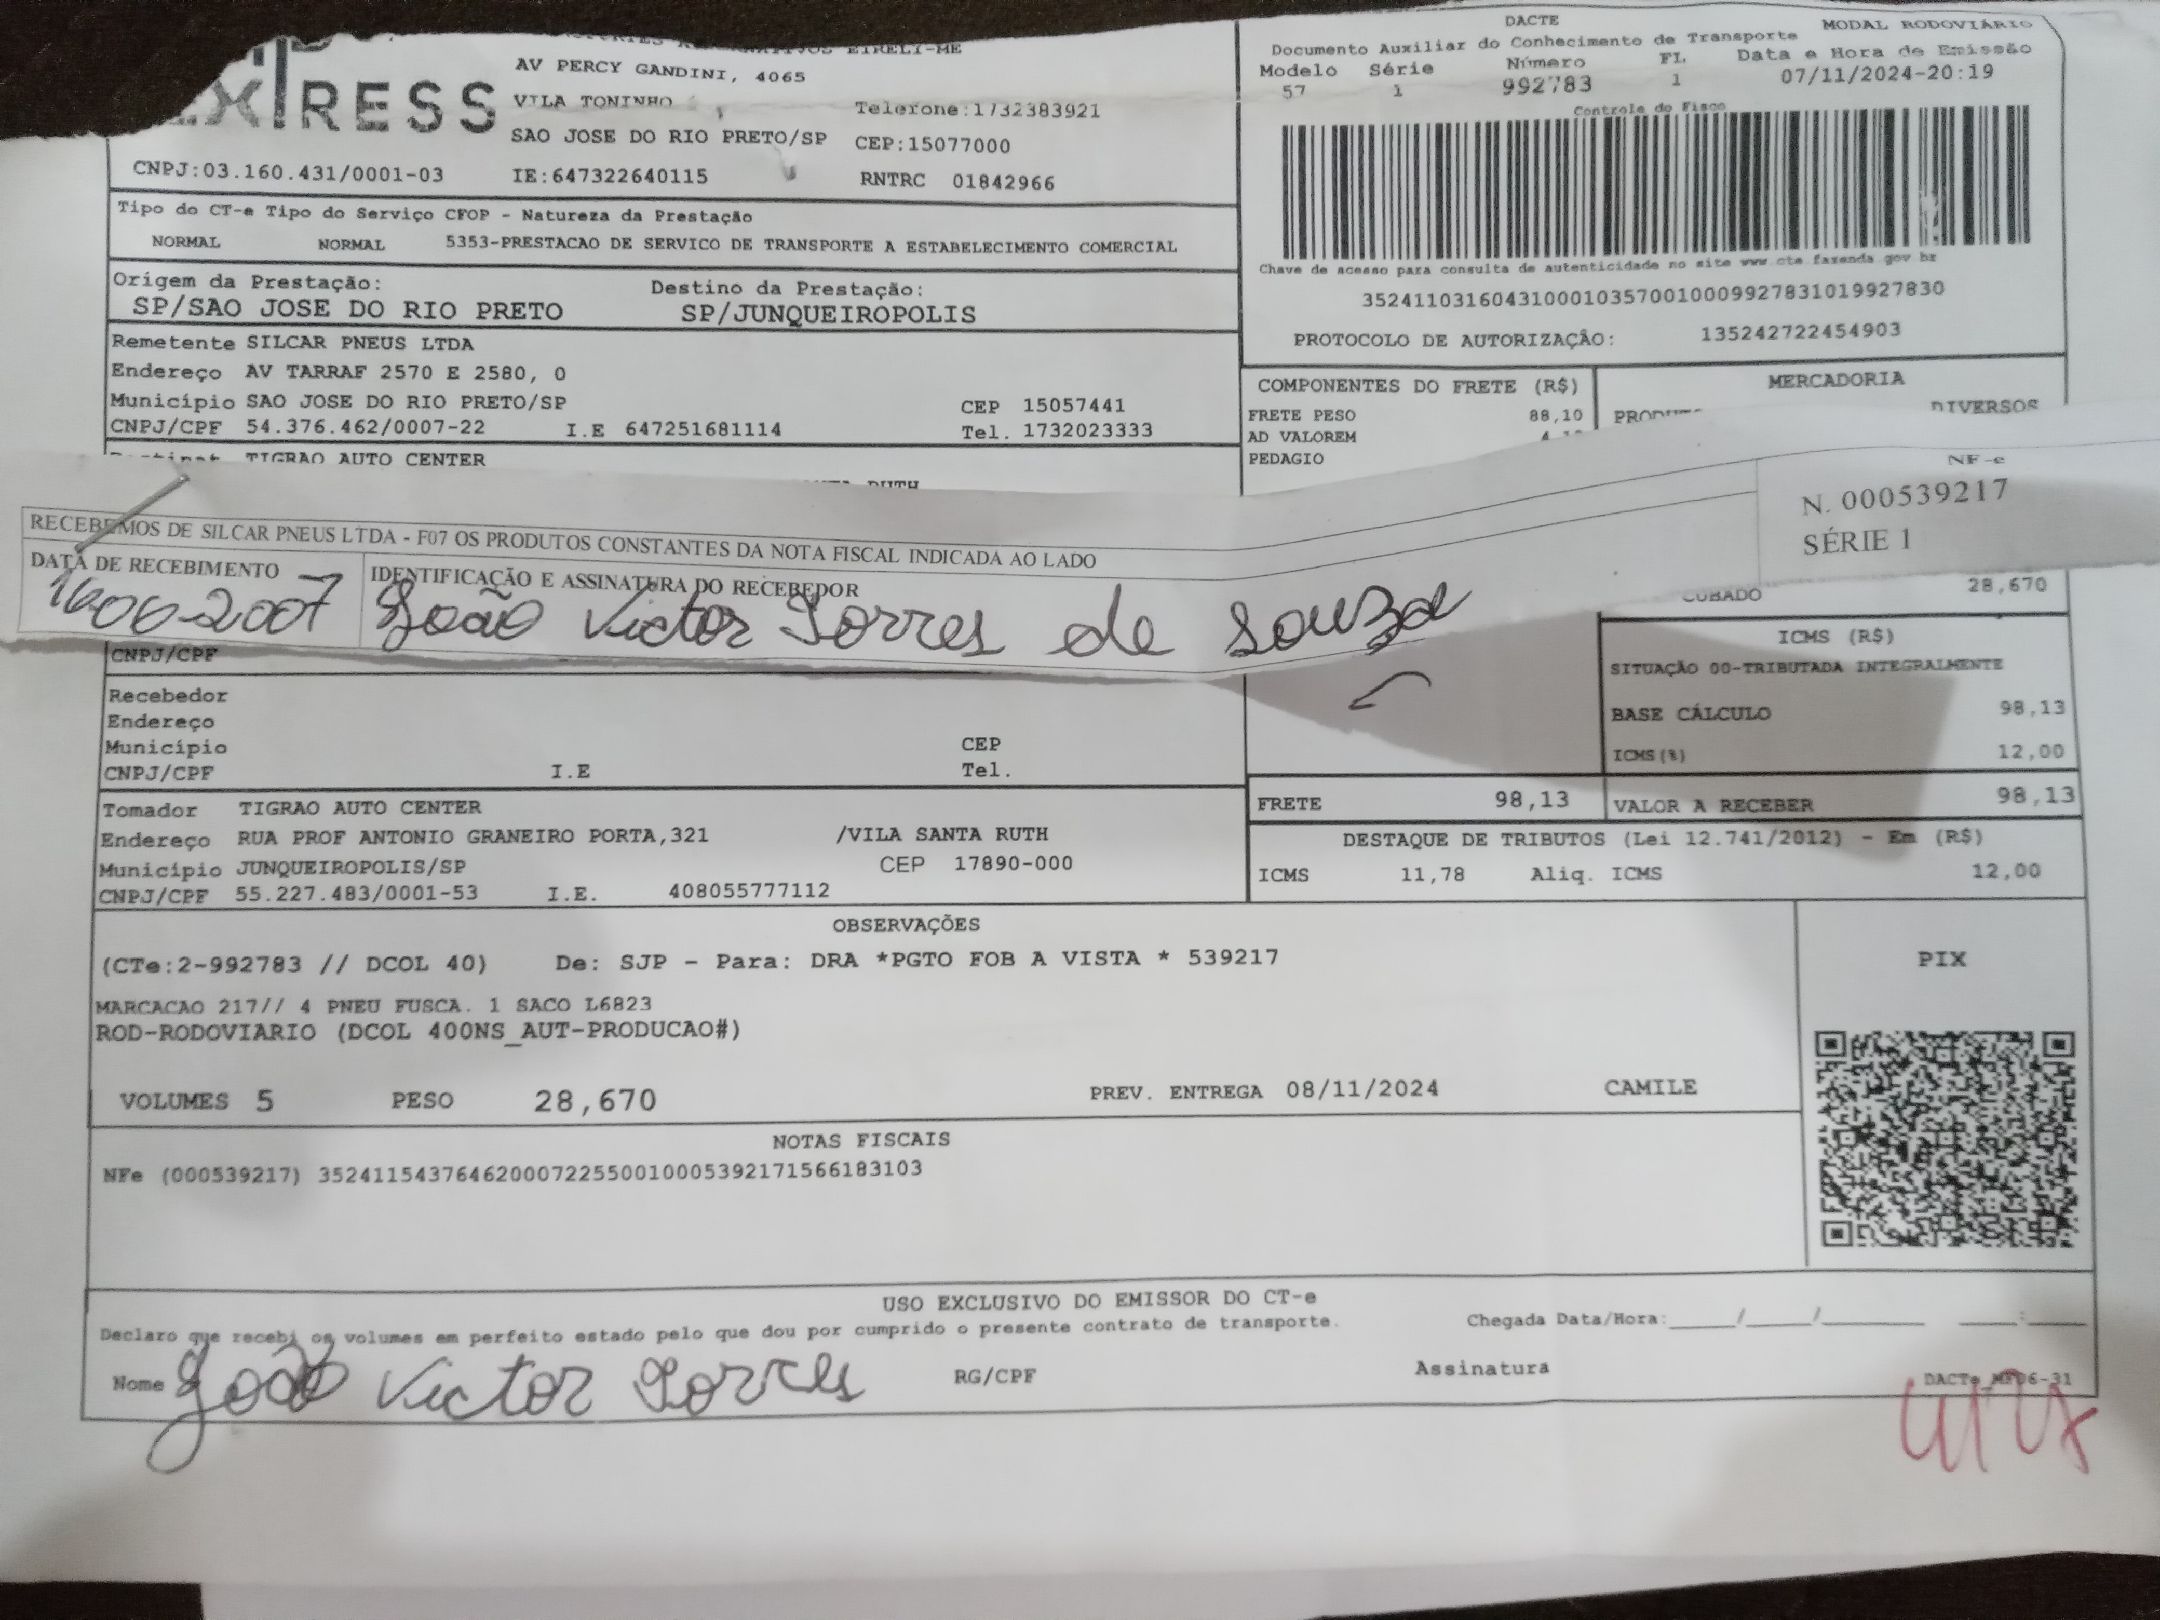 EIRELI-ME
RESS
AV PERCY GANDINI, 4065
VILA TONINHO
Telefone:1732383921
SAO JOSE DO RIO PRETO/SP CEP:15077000
CNPJ:03.160.431/0001-03 IE:647322640115 RNTRC 01842966
DACTE
MODAL RODOVIÁRIO
Documento Auxiliar do Conhecimento de Transporte
Modelo Série Número FL Data e Hora de Emissão
57 1 992783 1 07/11/2024-20:19
Controle do Fisco
Chave de acesso para consulta de autenticidade no site www.cte.fazenda.gov.br
35241103160431000103570010009927831019927830
PROTOCOLO DE AUTORIZAÇÃO: 135242722454903
Tipo do CT-e Tipo do Serviço CFOP - Natureza da Prestação
NORMAL NORMAL 5353-PRESTACAO DE SERVICO DE TRANSPORTE A ESTABELECIMENTO COMERCIAL
Origem da Prestação: Destino da Prestação:
SP/SAO JOSE DO RIO PRETO SP/JUNQUEIROPOLIS
Remetente SILCAR PNEUS LTDA
Endereço AV TARRAF 2570 E 2580, 0
Município SAO JOSE DO RIO PRETO/SP CEP 15057441
CNPJ/CPF 54.376.462/0007-22 I.E 647251681114 Tel. 1732023333
TIGRAO AUTO CENTER
RUTH
COMPONENTES DO FRETE (R$) MERCADORIA
FRETE PESO 88,10 DIVERSOS
AD VALOREM
PEDAGIO
NF-e
N. 000539217
SÉRIE 1
RECEBEMOS DE SILCAR PNEUS LTDA - F07 OS PRODUTOS CONSTANTES DA NOTA FISCAL INDICADA AO LADO
DATA DE RECEBIMENTO IDENTIFICAÇÃO E ASSINATURA DO RECEBEDOR
16-06-2007 João Victor Torres de Souza
CUBADO 28,670
CNPJ/CPF
ICMS (R$)
SITUAÇÃO 00-TRIBUTADA INTEGRALMENTE
BASE CÁLCULO 98,13
ICMS(%) 12,00
Recebedor
Endereço
Município CEP
CNPJ/CPF I.E Tel.
FRETE 98,13 VALOR A RECEBER 98,13
Tomador TIGRAO AUTO CENTER
Endereço RUA PROF ANTONIO GRANEIRO PORTA,321 /VILA SANTA RUTH
Município JUNQUEIROPOLIS/SP CEP 17890-000
CNPJ/CPF 55.227.483/0001-53 I.E. 408055777112
DESTAQUE DE TRIBUTOS (Lei 12.741/2012) - Em (R$)
ICMS 11,78 Aliq. ICMS 12,00
OBSERVAÇÕES
(CTe:2-992783 // DCOL 40) De: SJP - Para: DRA *PGTO FOB A VISTA * 539217
MARCACAO 217// 4 PNEU FUSCA. 1 SACO L6823
ROD-RODOVIARIO (DCOL 400NS_AUT-PRODUCAO#)
PIX
VOLUMES 5 PESO 28,670 PREV. ENTREGA 08/11/2024 CAMILE
NOTAS FISCAIS
NFe (000539217) 35241154376462000722550010005392171566183103
USO EXCLUSIVO DO EMISSOR DO CT-e
Declaro que recebi os volumes em perfeito estado pelo que dou por cumprido o presente contrato de transporte. Chegada Data/Hora:____/____/______ ____:____
Nome João Victor Torres RG/CPF Assinatura